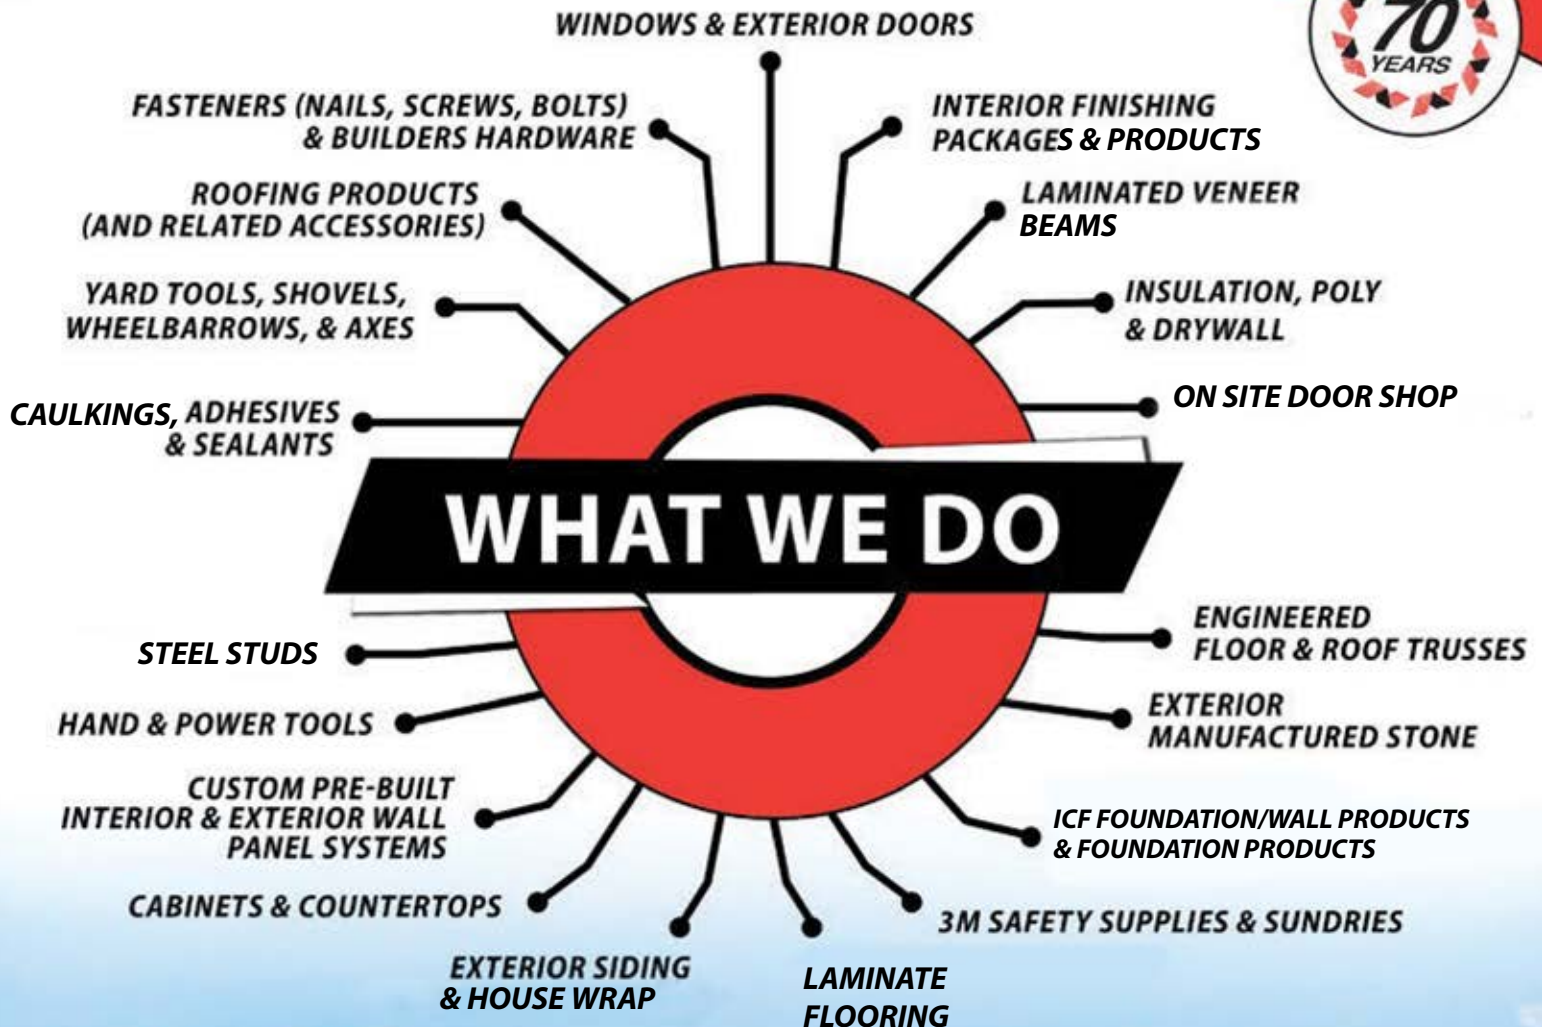 WINDOWS & EXTERIOR DOORS
70
YEARS
FASTENERS (NAILS, SCREWS, BOLTS)
& BUILDERS HARDWARE
INTERIOR FINISHING
PACKAGES & PRODUCTS
ROOFING PRODUCTS
(AND RELATED ACCESSORIES)
LAMINATED VENEER
BEAMS
YARD TOOLS, SHOVELS,
WHEELBARROWS, & AXES
INSULATION, POLY
& DRYWALL
CAULKINGS, ADHESIVES
& SEALANTS
ON SITE DOOR SHOP
WHAT WE DO
STEEL STUDS
ENGINEERED
FLOOR & ROOF TRUSSES
HAND & POWER TOOLS
EXTERIOR
MANUFACTURED STONE
CUSTOM PRE-BUILT
INTERIOR & EXTERIOR WALL
PANEL SYSTEMS
ICF FOUNDATION/WALL PRODUCTS
& FOUNDATION PRODUCTS
CABINETS & COUNTERTOPS
3M SAFETY SUPPLIES & SUNDRIES
EXTERIOR SIDING
& HOUSE WRAP
LAMINATE
FLOORING